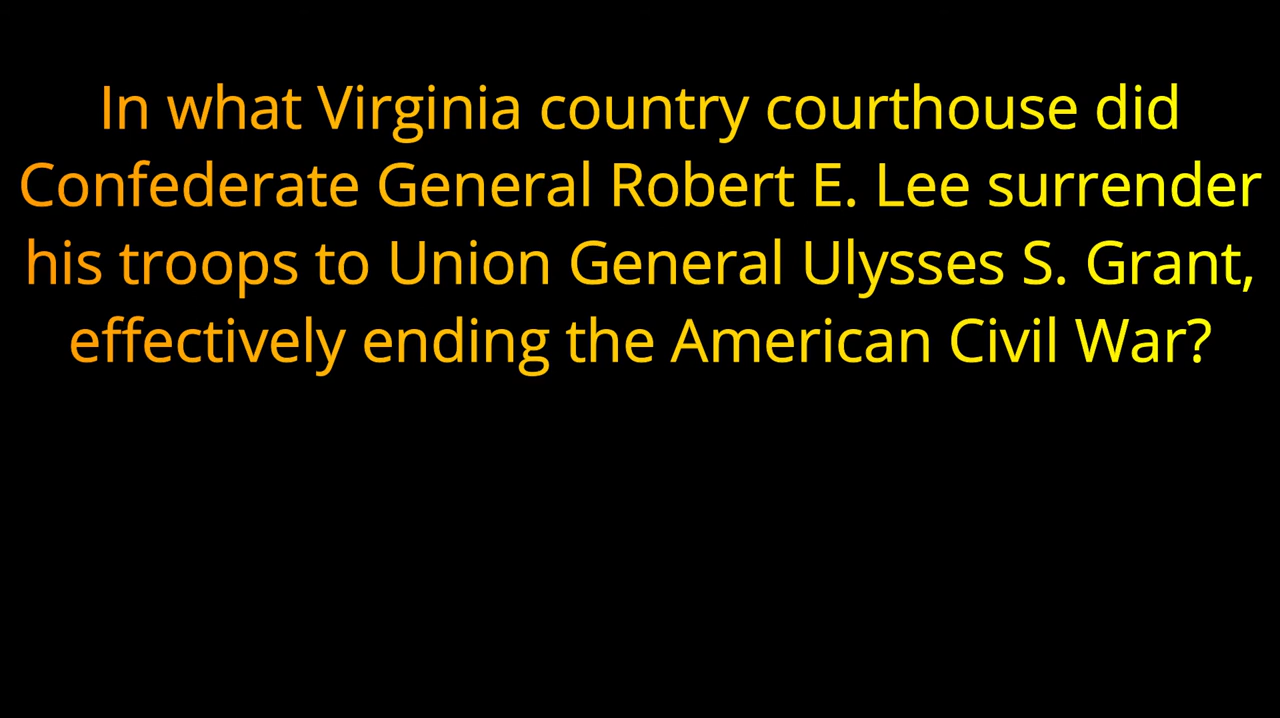 In what Virginia country courthouse did
Confederate General Robert E. Lee surrender
his troops to Union General Ulysses S. Grant,
effectively ending the American Civil War?